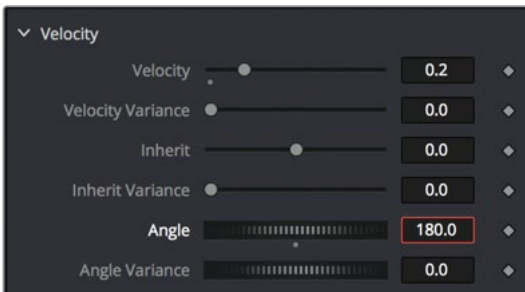 Velocity
Velocity 0.2
Velocity Variance 0.0
Inherit 0.0
Inherit Variance 0.0
Angle 180.0
Angle Variance 0.0